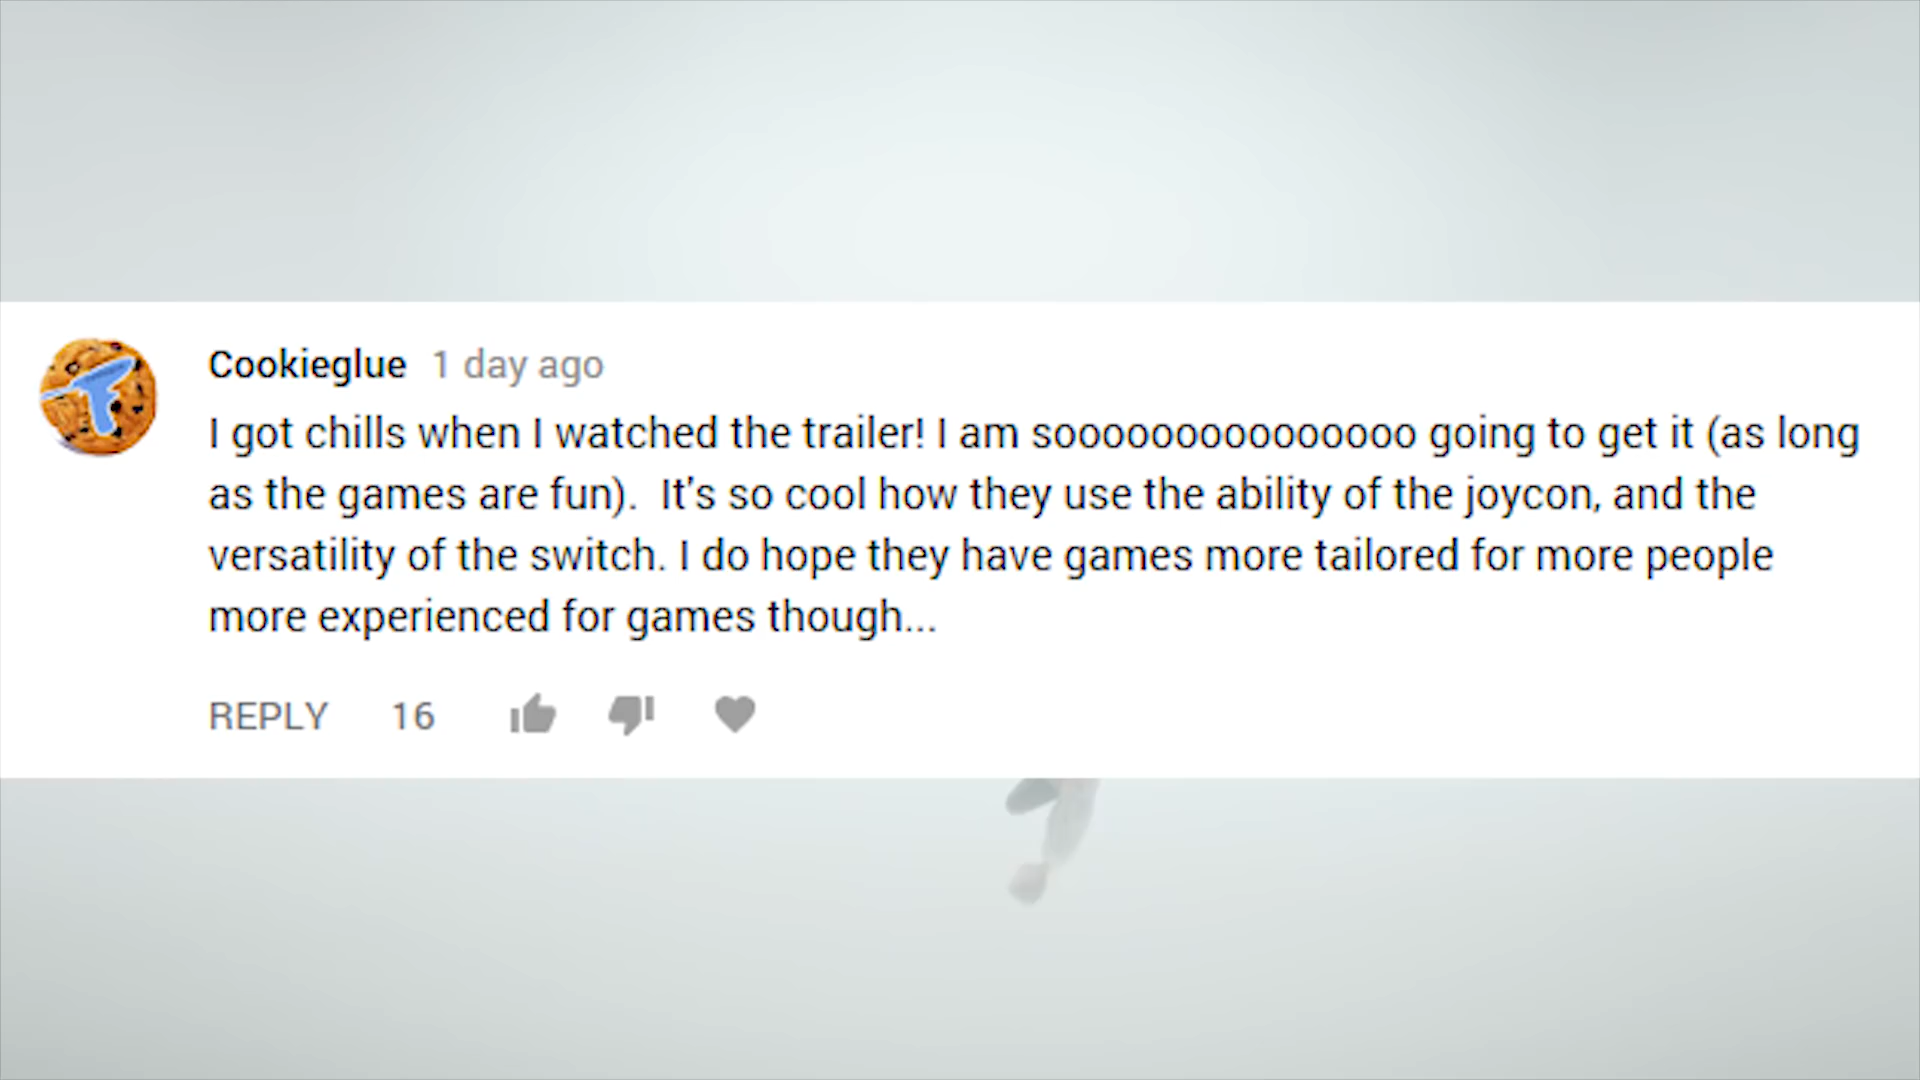 Cookieglue 1 day ago
I got chills when I watched the trailer! I am sooooooooooooooo going to get it (as long
as the games are fun).  It's so cool how they use the ability of the joycon, and the
versatility of the switch. I do hope they have games more tailored for more people
more experienced for games though...
REPLY 16